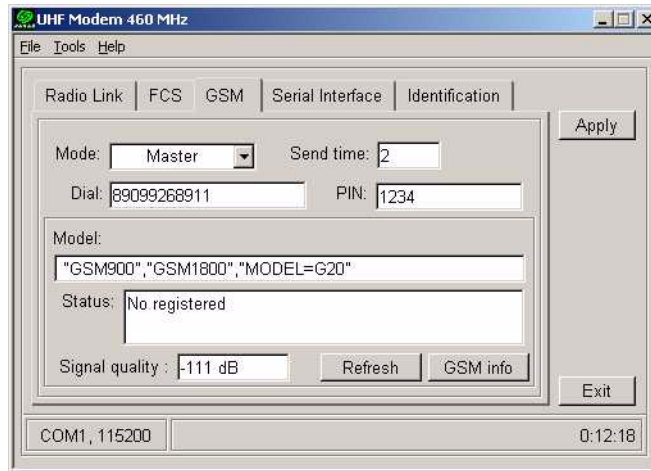 UHF Modem 460 MHz
File Tools Help
Radio Link FCS GSM Serial Interface Identification
Apply
Mode: Master Send time: 2
Dial: 89099268911 PIN: 1234
Model:
"GSM900","GSM1800","MODEL=G20"
Status: No registered
Signal quality : -111 dB Refresh GSM info
Exit
COM1, 115200 0:12:18